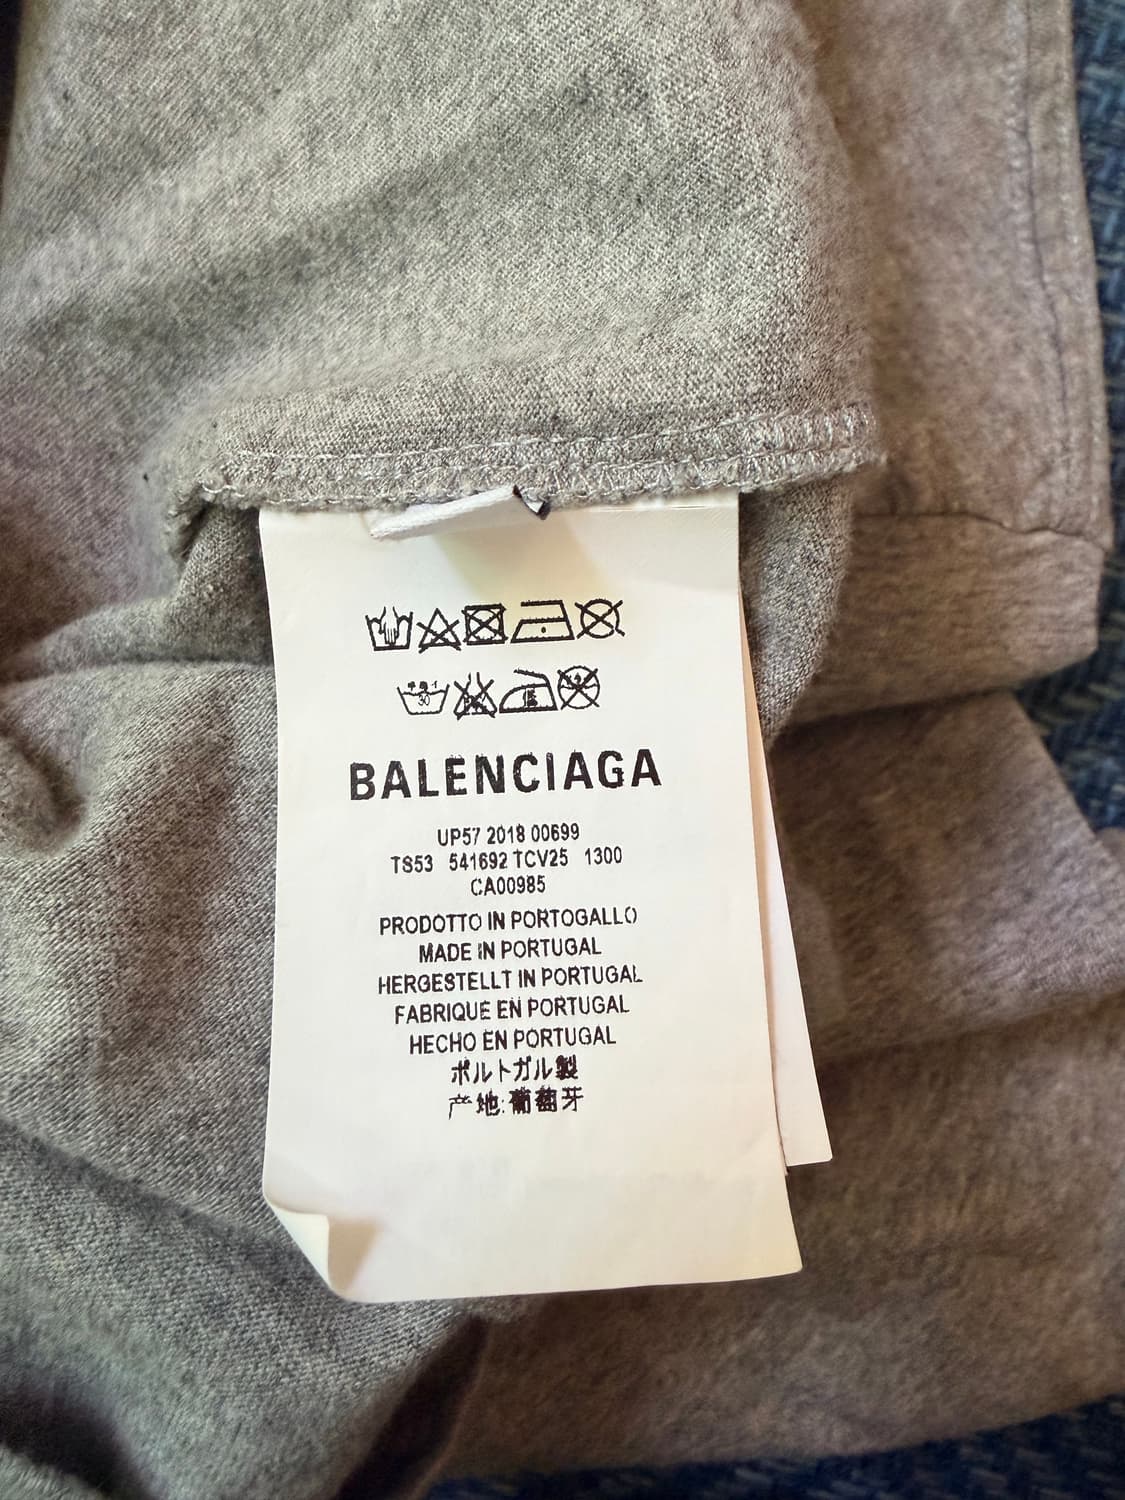 30
BALENCIAGA
UP57 2018 00699
TS53 541692 TCV25 1300
CA00985
PRODOTTO IN PORTOGALLO
MADE IN PORTUGAL
HERGESTELLT IN PORTUGAL
FABRIQUE EN PORTUGAL
HECHO EN PORTUGAL
ポルトガル製
产地:葡萄牙